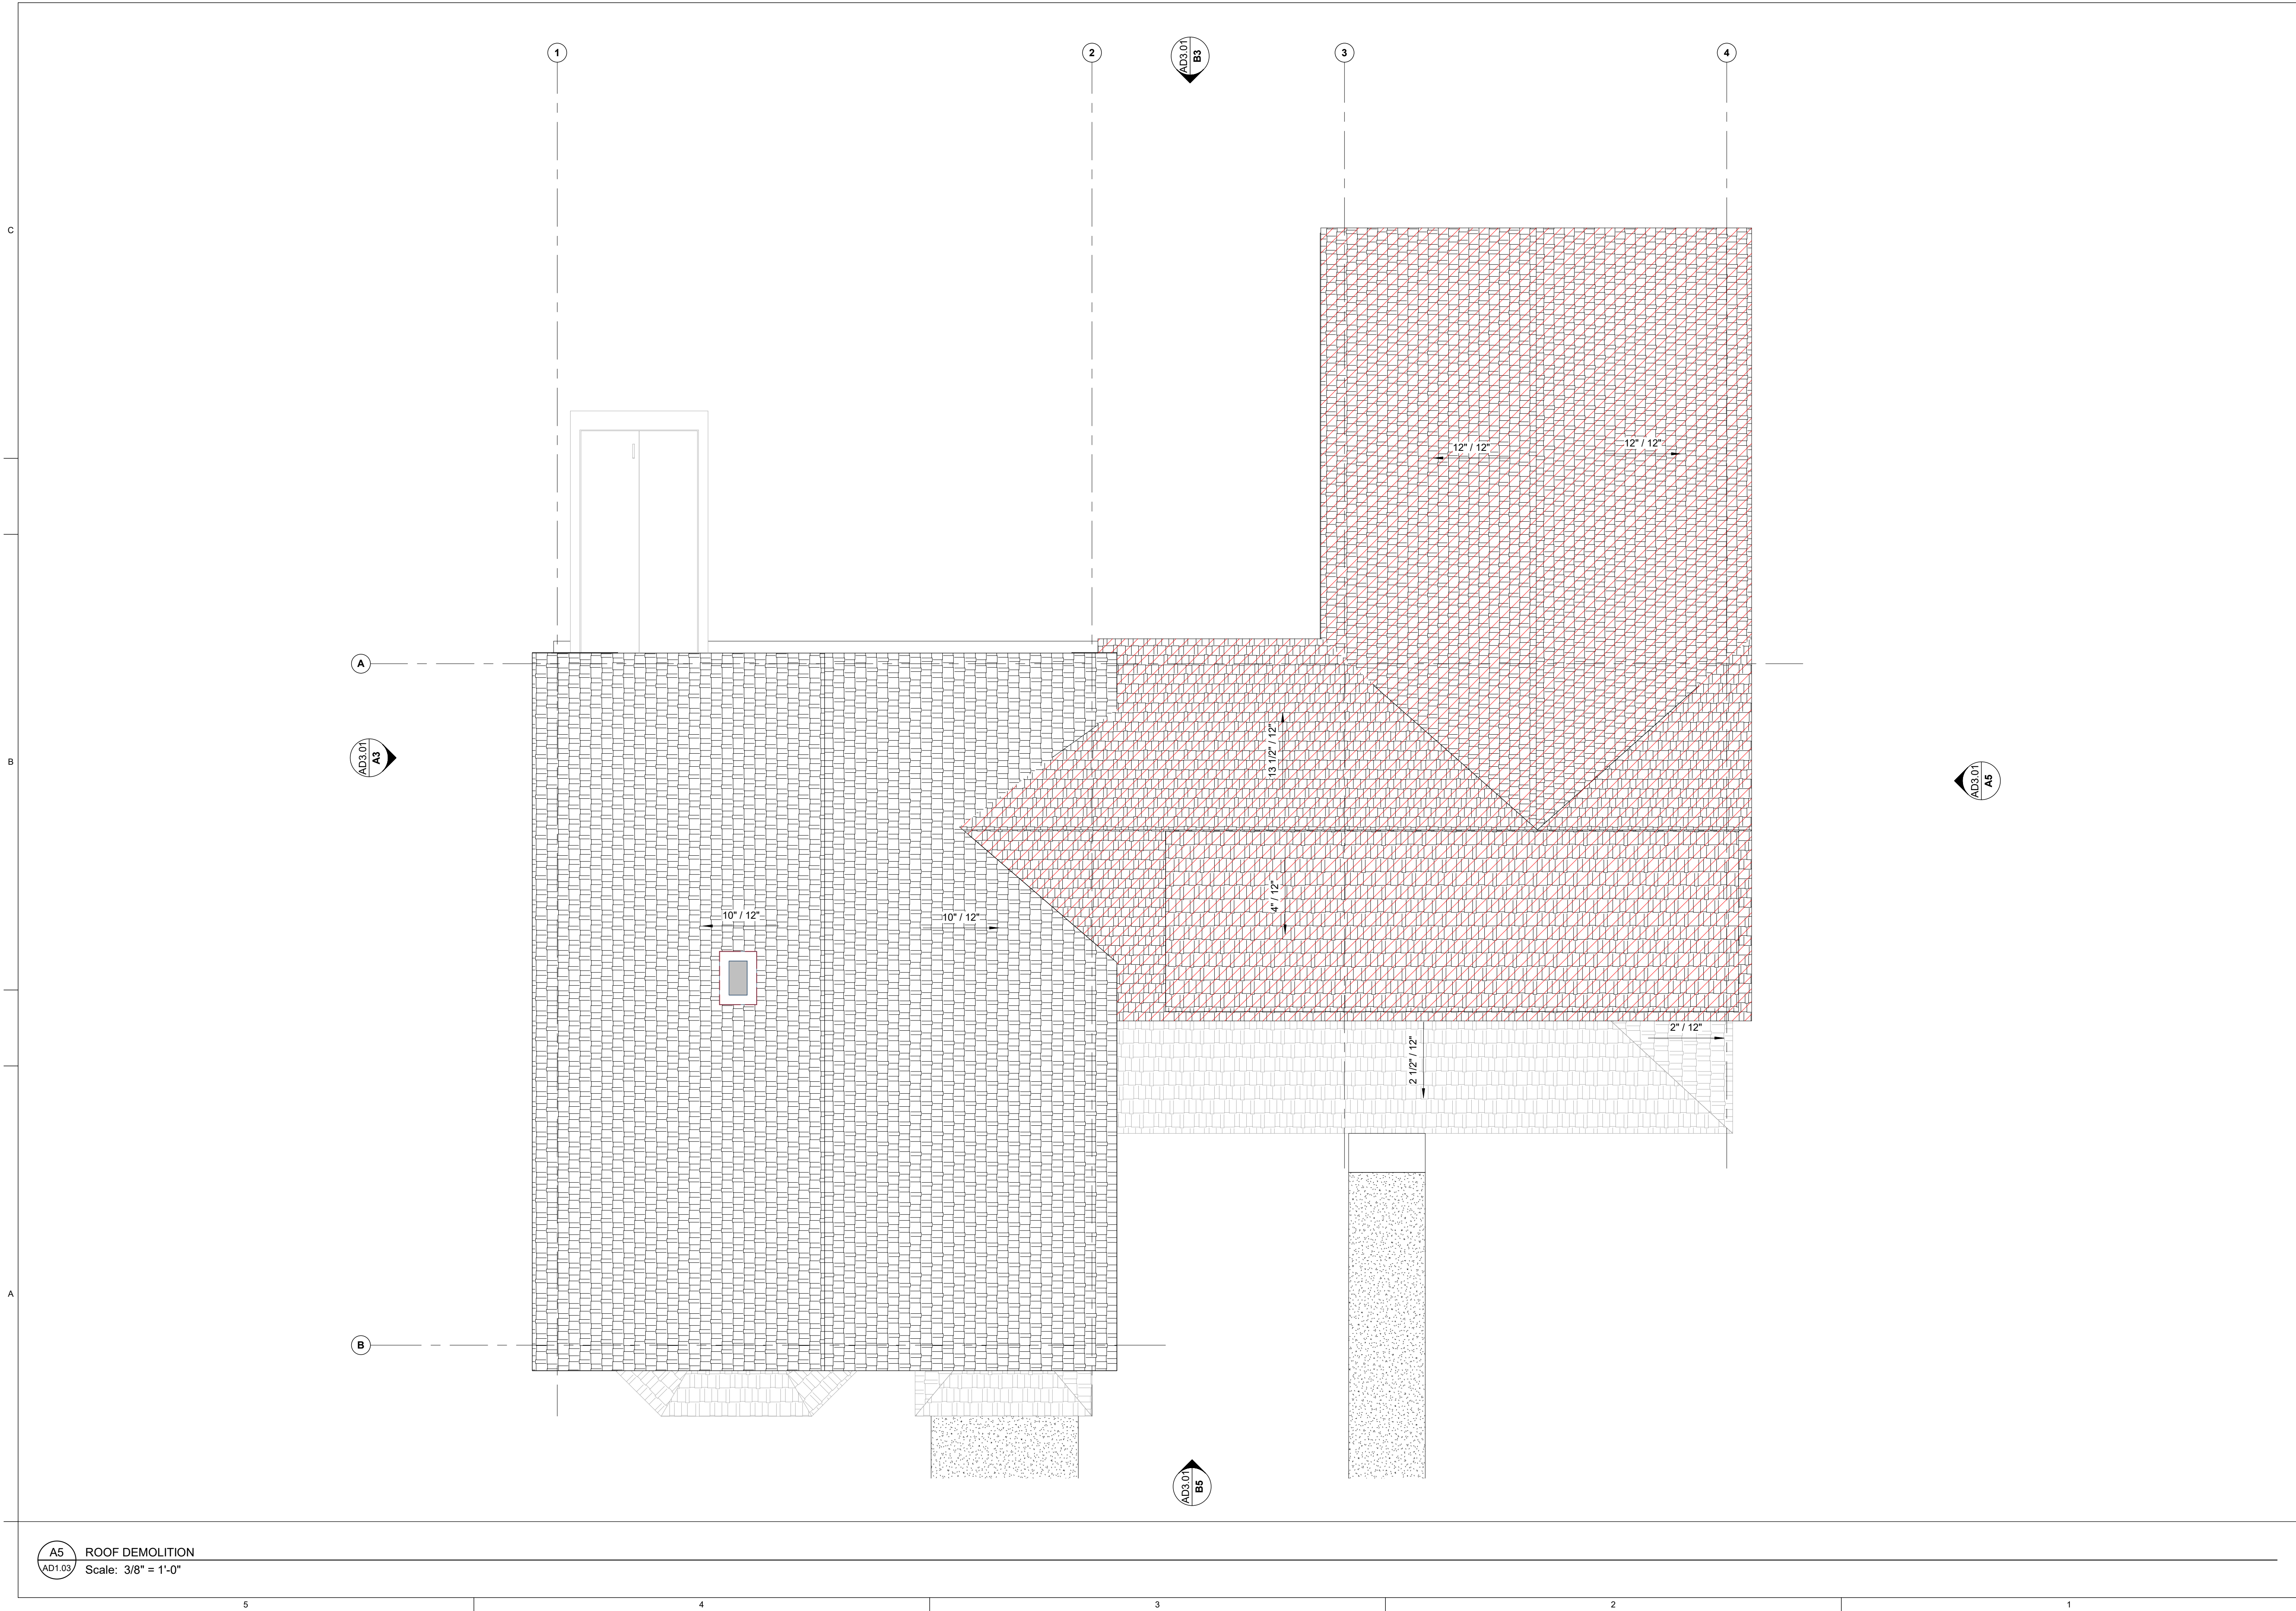 1
2
AD3.01
B3
3
4
C
12" / 12"
12" / 12"
A
13 1/2" / 12"
AD3.01
A3
B
AD3.01
A5
4" / 12"
10" / 12"
10" / 12"
2" / 12"
2 1/2" / 12"
A
B
AD3.01
B5
A5
ROOF DEMOLITION
AD1.03
Scale: 3/8" = 1'-0"
5
4
3
2
1